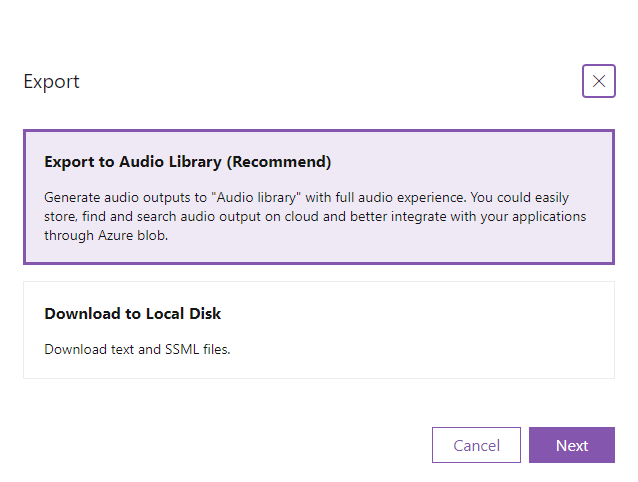 Export
Export to Audio Library (Recommend)
Generate audio outputs to "Audio library" with full audio experience. You could easily
store, find and search audio output on cloud and better integrate with your applications
through Azure blob.
Download to Local Disk
Download text and SSML files.
Cancel
Next